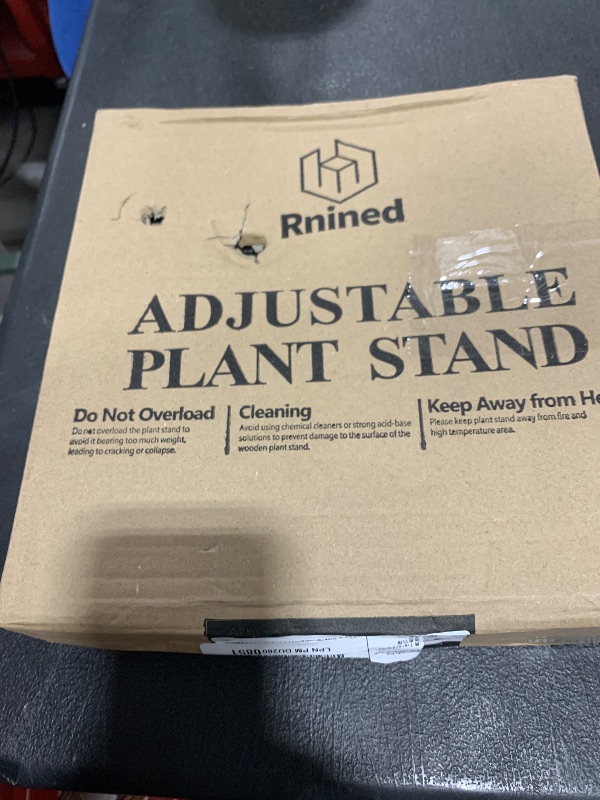 Rnined
ADJUSTABLE
PLANT STAND
Do Not Overload
Do not overload the plant stand to
avoid it bearing too much weight,
leading to cracking or collapse.
Cleaning
Avoid using chemical cleaners or strong acid-base
solutions to prevent damage to the surface of the
wooden plant stand.
Keep Away from He
Please keep plant stand away from fire and
high temperature area.
LPN PM DU2800851